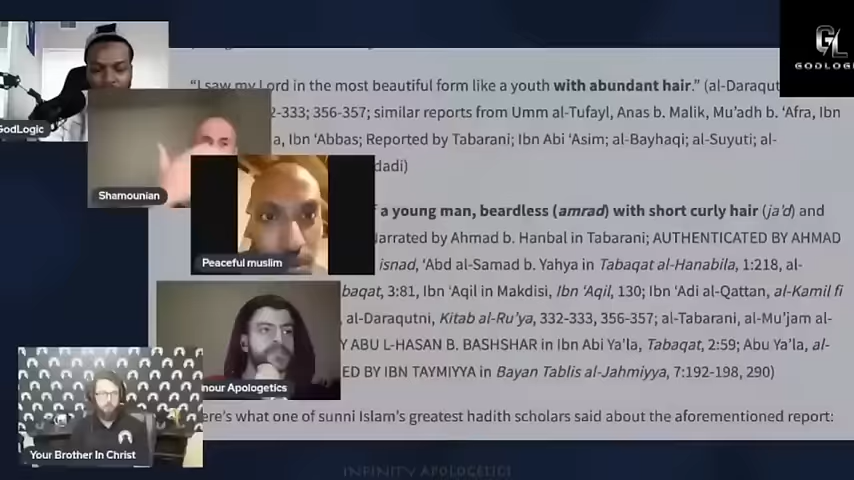 GL
GODLOGIC
"I saw my Lord in the most beautiful form like a youth with abundant hair." (al-Daraqut
2-333; 356-357; similar reports from Umm al-Tufayl, Anas b. Malik, Mu'adh b. 'Afra, Ibn
a, Ibn 'Abbas; Reported by Tabarani; Ibn Abi 'Asim; al-Bayhaqi; al-Suyuti; al-
dadi)
a young man, beardless (amrad) with short curly hair (ja'd) and
Narrated by Ahmad b. Hanbal in Tabarani; AUTHENTICATED BY AHMAD
isnad, 'Abd al-Samad b. Yahya in Tabaqat al-Hanabila, 1:218, al-
baqat, 3:81, Ibn 'Aqil in Makdisi, Ibn 'Aqil, 130; Ibn 'Adi al-Qattan, al-Kamil fi
, al-Daraqutni, Kitab al-Ru'ya, 332-333, 356-357; al-Tabarani, al-Mu'jam al-
Y ABU L-HASAN B. BASHSHAR in Ibn Abi Ya'la, Tabaqat, 2:59; Abu Ya'la, al-
ED BY IBN TAYMIYYA in Bayan Tablis al-Jahmiyya, 7:192-198, 290)
ere's what one of sunni Islam's greatest hadith scholars said about the aforementioned report:
GodLogic
Shamounian
Peaceful muslim
nour Apologetics
Your Brother In Christ
INFINITY APOLOGETICS